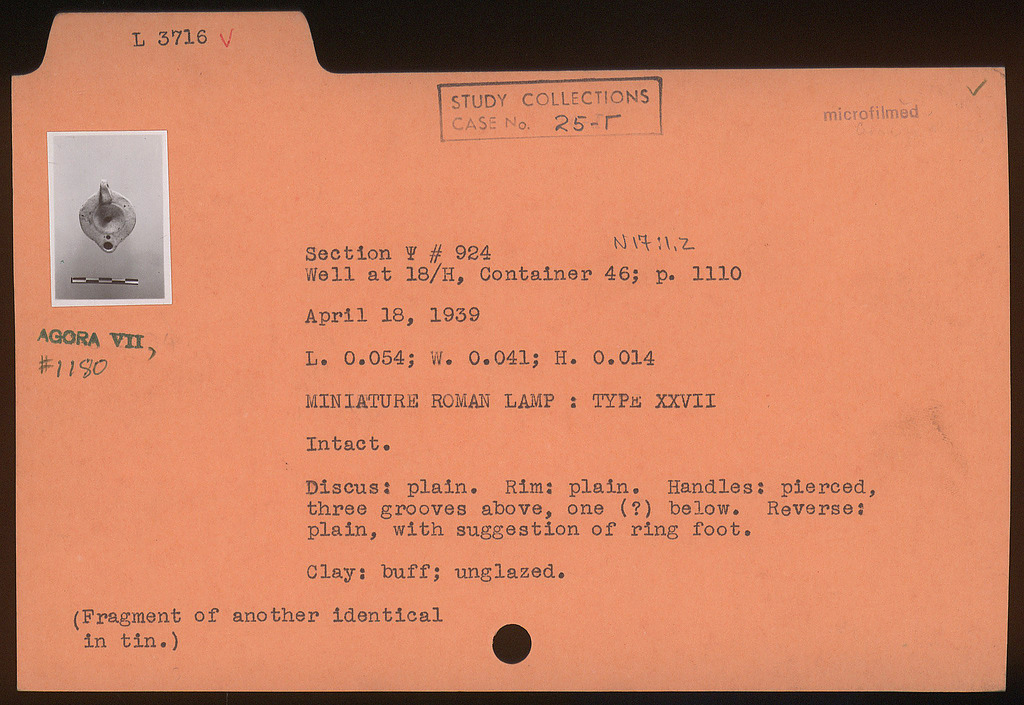 L 3716 √
STUDY COLLECTIONS
CASE No. 25-Γ
microfilmed
N17:1,2
Section Ψ # 924
Well at 18/H, Container 46; p. 1110
April 18, 1939
AGORA VII,
#1180
L. 0.054; W. 0.041; H. 0.014
MINIATURE ROMAN LAMP : TYPE XXVII
Intact.
Discus: plain. Rim: plain. Handles: pierced,
three grooves above, one (?) below. Reverse:
plain, with suggestion of ring foot.
Clay: buff; unglazed.
(Fragment of another identical
in tin.)